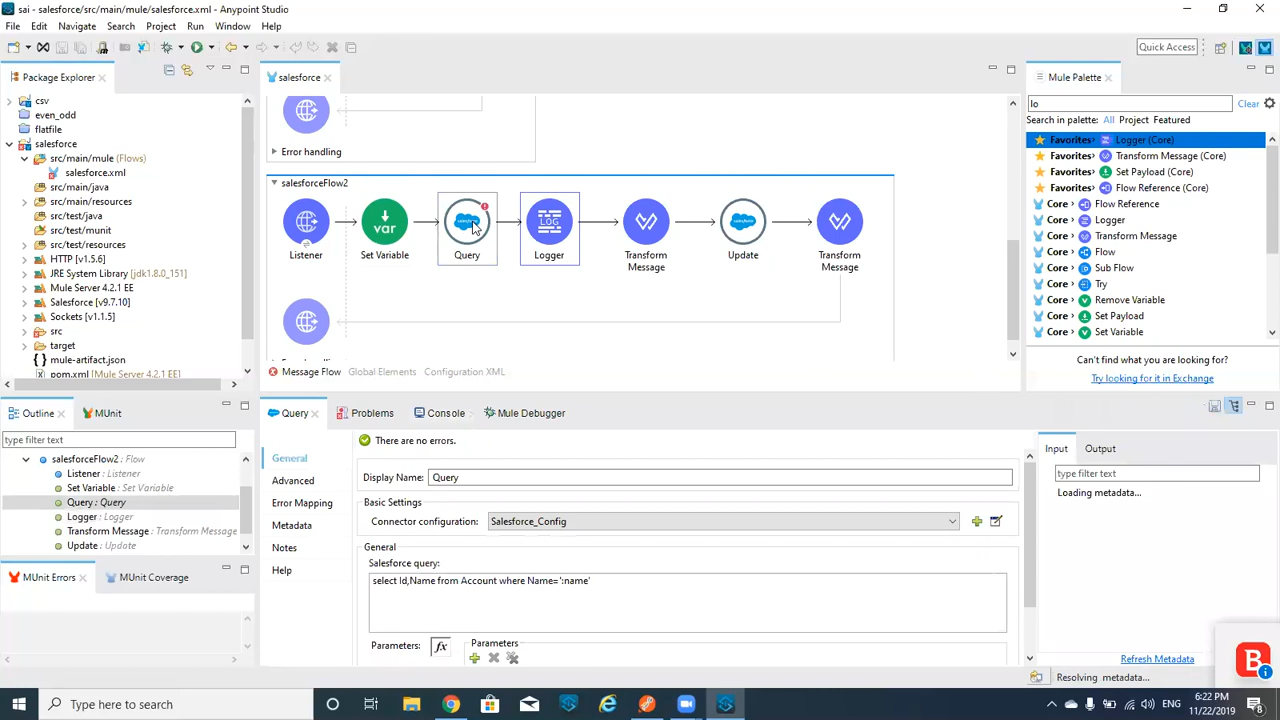 sai - salesforce/src/main/mule/salesforce.xml - Anypoint Studio
File Edit Navigate Search Project Run Window Help
Quick Access
Package Explorer
csv
even_odd
flatfile
salesforce
src/main/mule (Flows)
salesforce.xml
src/main/java
src/main/resources
src/test/java
src/test/munit
src/test/resources
HTTP [v1.5.6]
JRE System Library [jdk1.8.0_151]
Mule Server 4.2.1 EE
Salesforce [v9.7.10]
Sockets [v1.1.5]
src
target
mule-artifact.json
pom.xml [Mule Server 4.2.1 EE]
salesforce
Error handling
salesforceFlow2
var
LOG
Listener
Set Variable
Query
Logger
Transform
Message
Update
Transform
Message
Message Flow Global Elements Configuration XML
Mule Palette
lo
Clear
Search in palette: All Project Featured
Favorites> Logger (Core)
Favorites> Transform Message (Core)
Favorites> Set Payload (Core)
Favorites> Flow Reference (Core)
Core > Flow Reference
Core > Logger
Core > Transform Message
Core > Flow
Core > Sub Flow
Core > Try
Core > Remove Variable
Core > Set Payload
Core > Set Variable
Can't find what you are looking for?
Try looking for it in Exchange
Outline
MUnit
type filter text
salesforceFlow2 : Flow
Listener : Listener
Set Variable : Set Variable
Query : Query
Logger : Logger
Transform Message : Transform Message
Update : Update
MUnit Errors
MUnit Coverage
Query
Problems
Console
Mule Debugger
There are no errors.
General
Advanced
Error Mapping
Metadata
Notes
Help
Display Name: Query
Basic Settings
Connector configuration: Salesforce_Config
General
Salesforce query:
select Id,Name from Account where Name=':name'
Parameters: fx Parameters
Input Output
type filter text
Loading metadata...
Refresh Metadata
Resolving metadata...
B
Type here to search
ENG
6:22 PM
11/22/2019